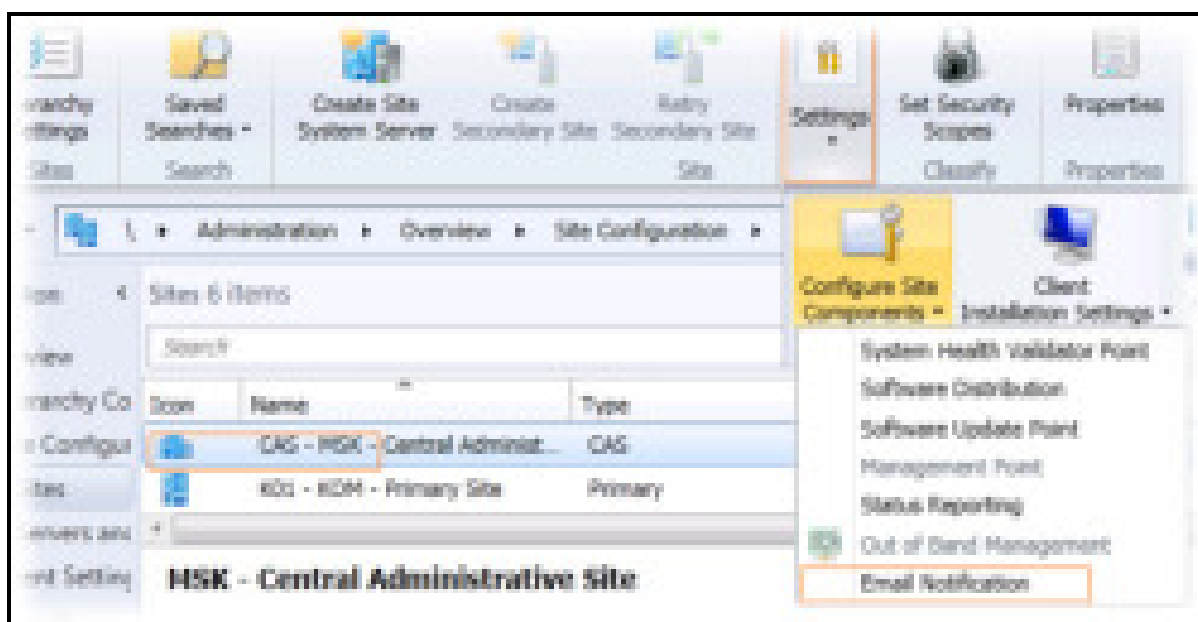 Saved Searches
Create Site System Server
Create Secondary Site
Retry Secondary Site
Settings
Set Security Scopes
Properties
Sites
Search
Site
Classify
Properties
\ Administration Overview Site Configuration
Sites 6 items
Search
Icon Name Type
CAS - MSK - Central Administ... CAS
K01 - KOM - Primary Site Primary
MSK - Central Administrative Site
Configure Site Components
Client Installation Settings
System Health Validator Point
Software Distribution
Software Update Point
Management Point
Status Reporting
Out of Band Management
Email Notification